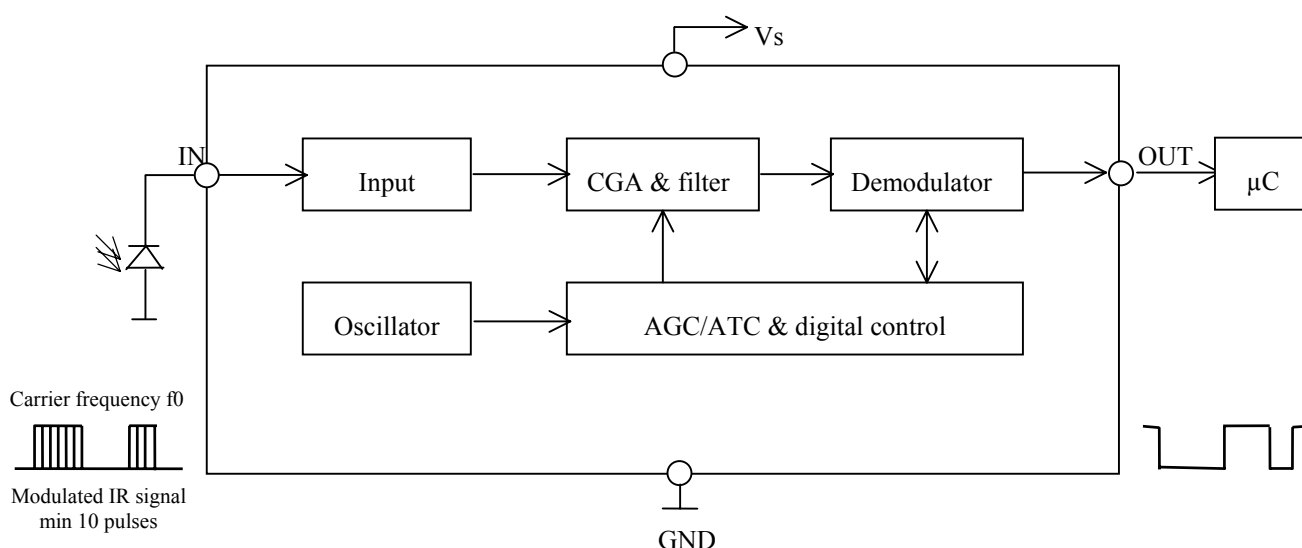 Vs
IN
OUT
Input
CGA & filter
Demodulator
µC
Oscillator
AGC/ATC & digital control
Carrier frequency f0
Modulated IR signal
min 10 pulses
GND